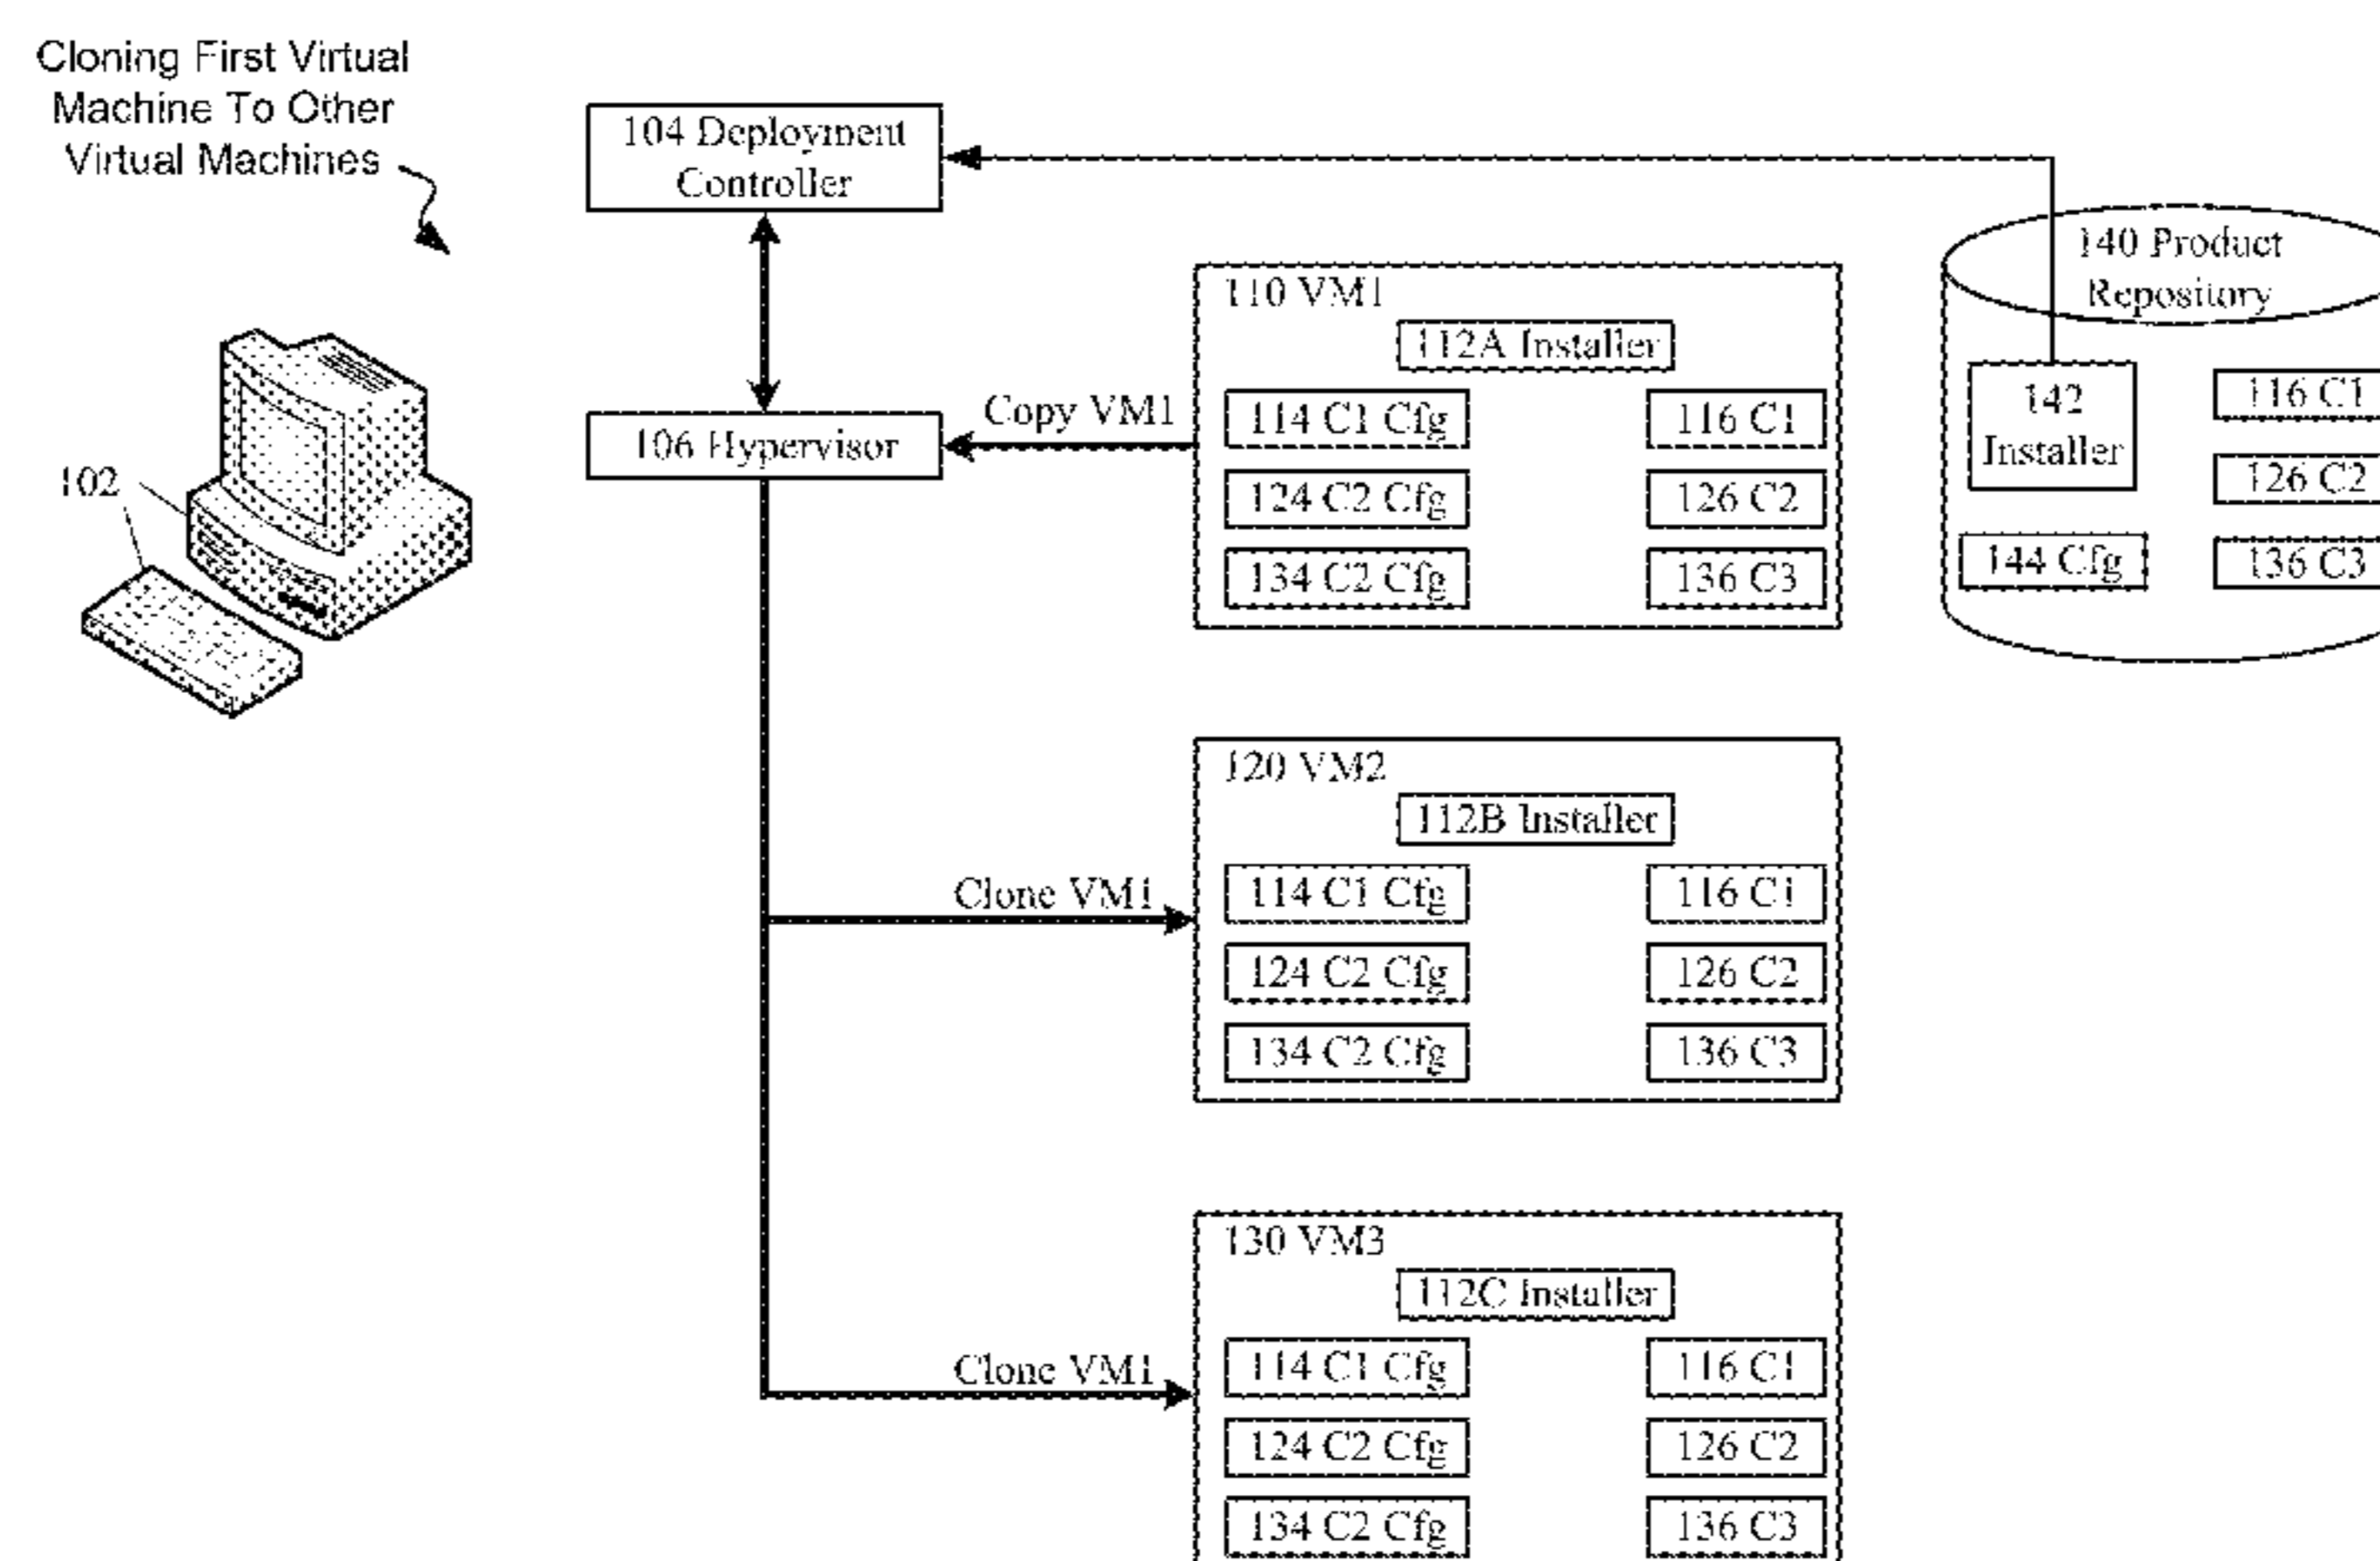 Cloning First Virtual
Machine To Other
Virtual Machines
102
104 Deployment
Controller
106 Hypervisor
Copy VM1
110 VM1
112A Installer
114 C1 Cfg
116 C1
124 C2 Cfg
126 C2
134 C2 Cfg
136 C3
140 Product
Repository
142
Installer
116 C1
126 C2
144 Cfg
136 C3
Clone VM1
120 VM2
112B Installer
114 C1 Cfg
116 C1
124 C2 Cfg
126 C2
134 C2 Cfg
136 C3
Clone VM1
130 VM3
112C Installer
114 C1 Cfg
116 C1
124 C2 Cfg
126 C2
134 C2 Cfg
136 C3